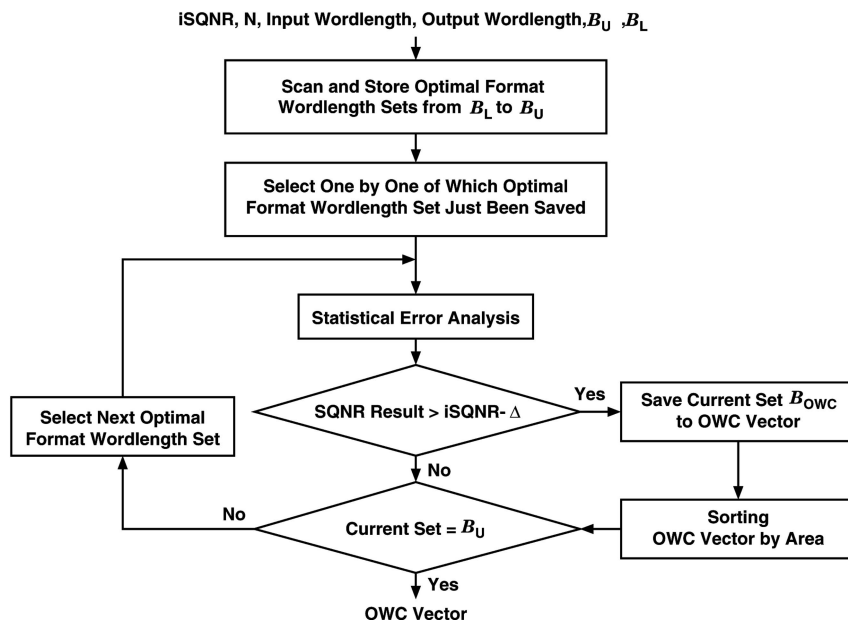 iSQNR, N, Input Wordlength, Output Wordlength,B_U ,B_L
Scan and Store Optimal Format
Wordlength Sets from B_L to B_U
Select One by One of Which Optimal
Format Wordlength Set Just Been Saved
Statistical Error Analysis
SQNR Result > iSQNR- Δ
Yes
Save Current Set B_OWC
to OWC Vector
Select Next Optimal
Format Wordlength Set
No
No
Current Set = B_U
Sorting
OWC Vector by Area
Yes
OWC Vector